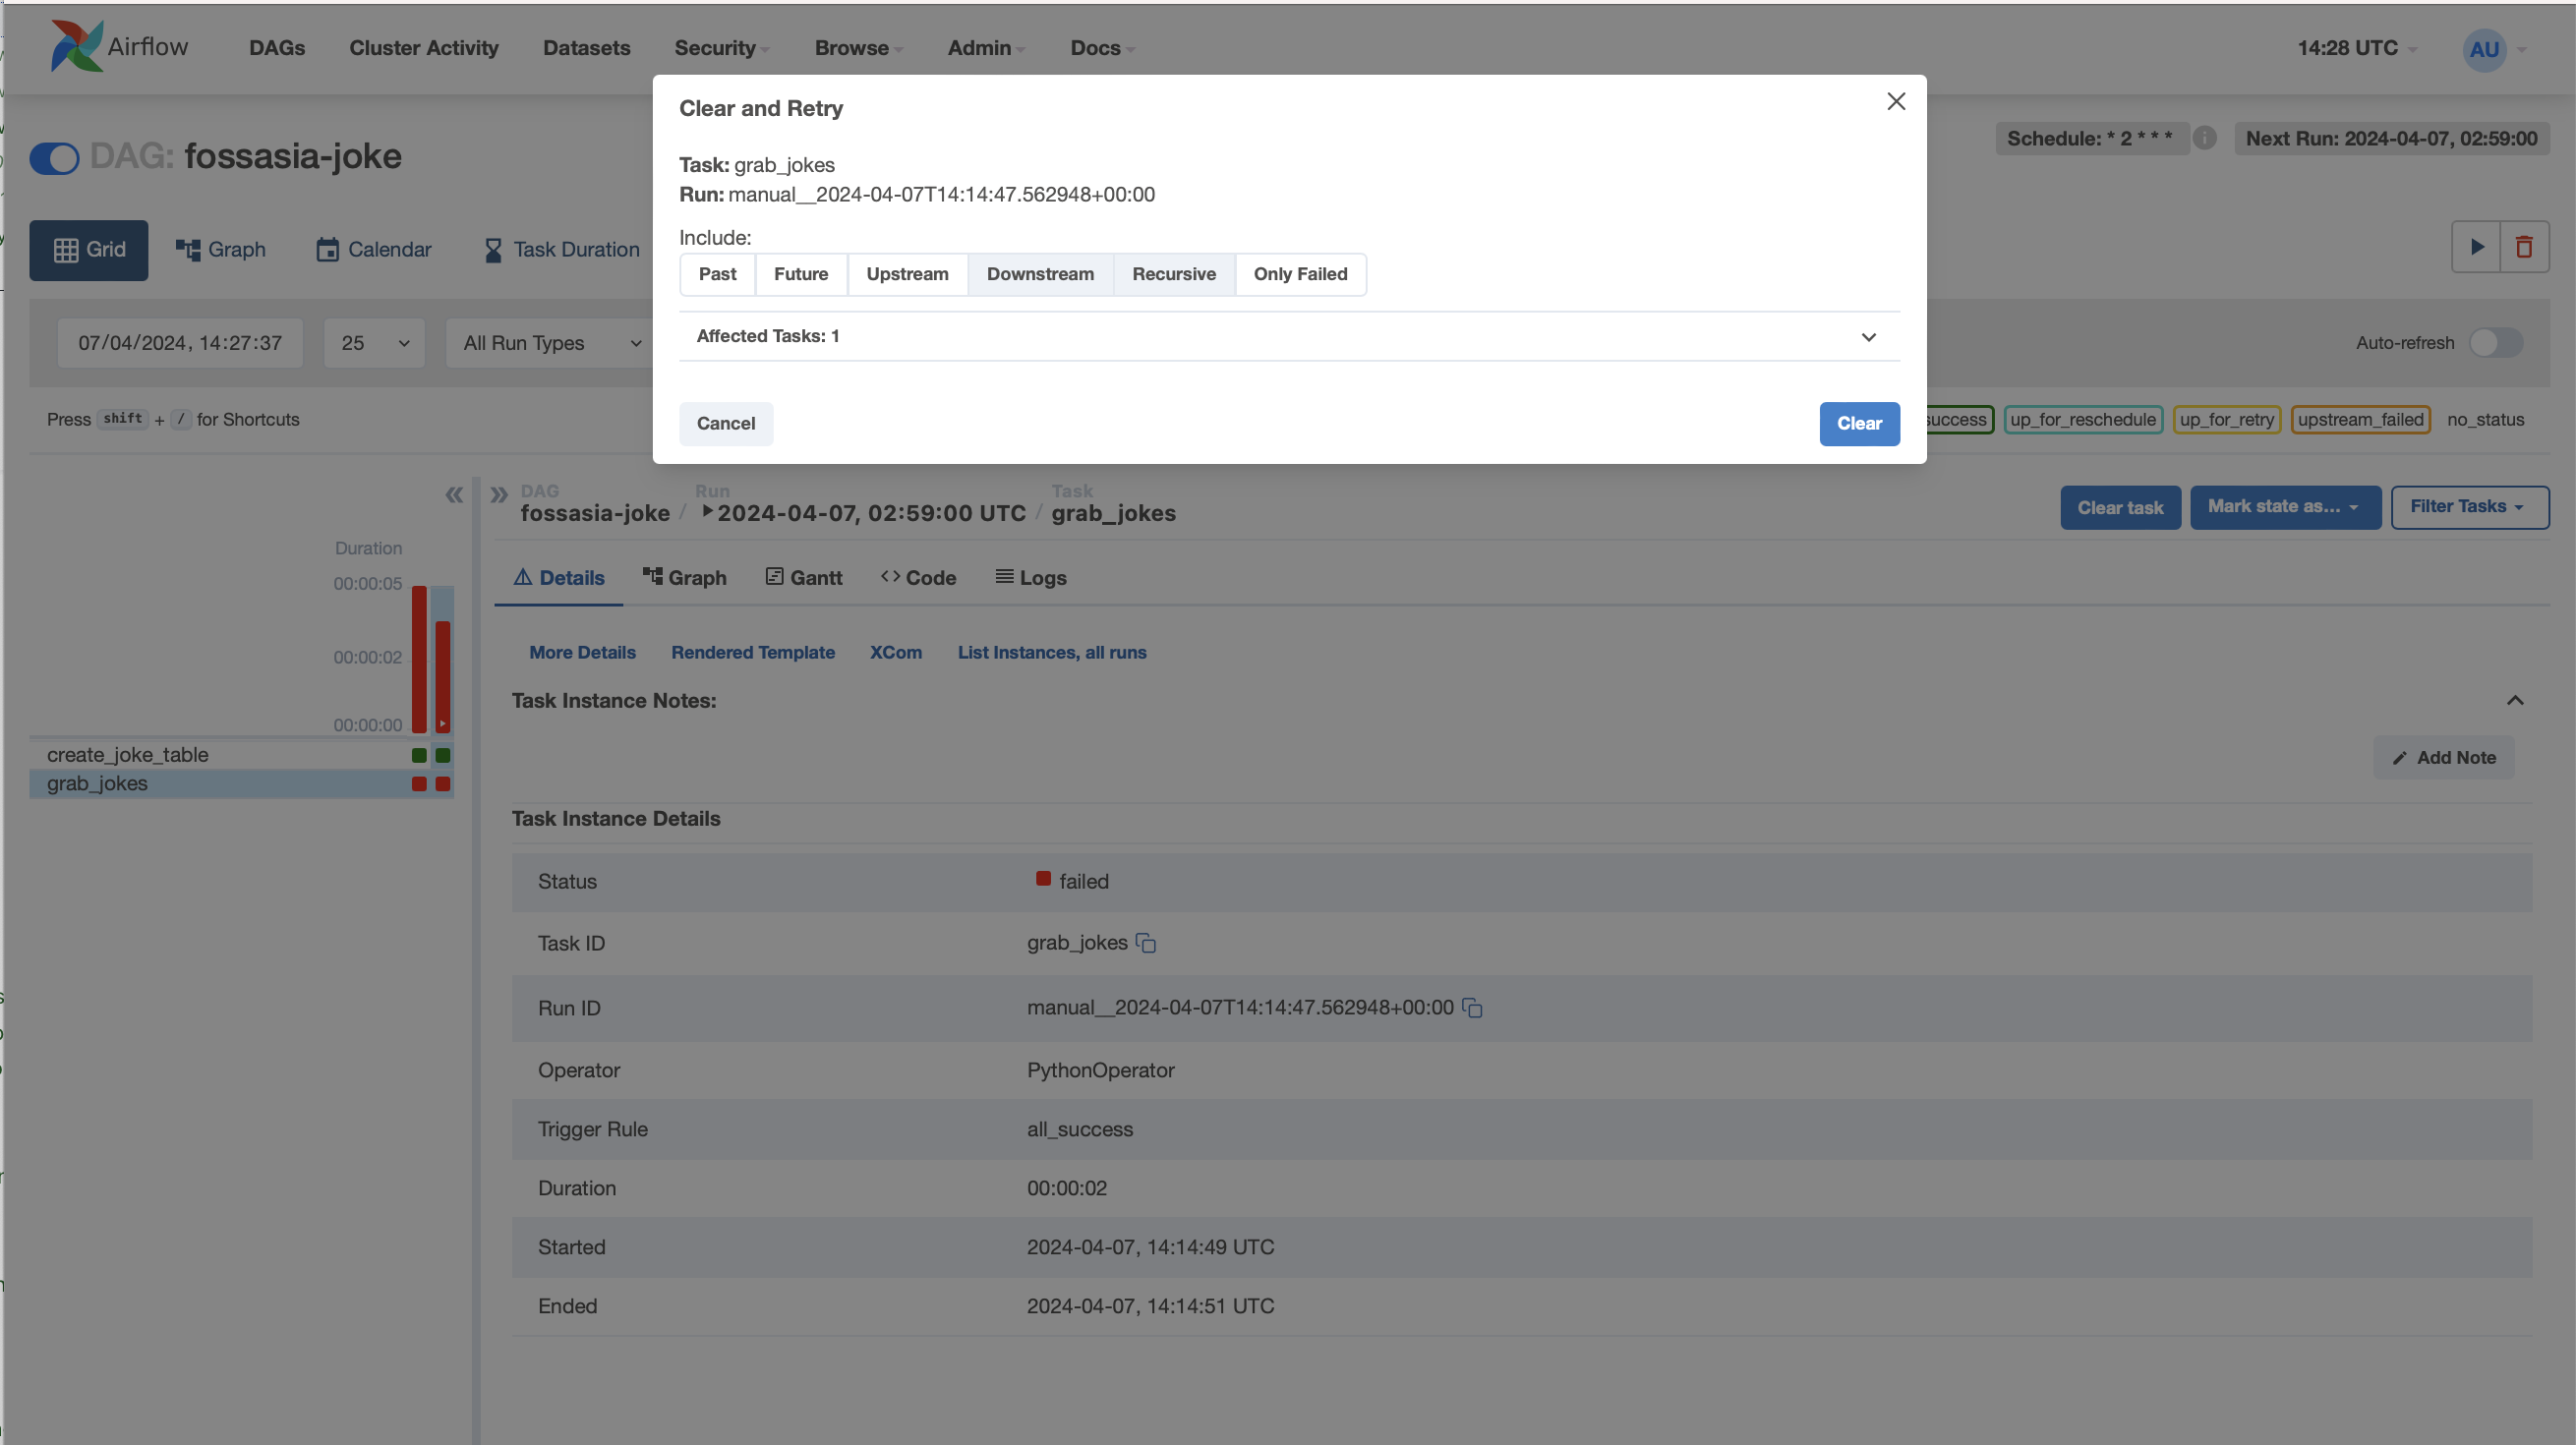 Airflow DAGs Cluster Activity Datasets Security Browse Admin Docs 14:28 UTC AU
Clear and Retry
Task: grab_jokes
Run: manual__2024-04-07T14:14:47.562948+00:00
Include:
Past Future Upstream Downstream Recursive Only Failed
Affected Tasks: 1
Cancel Clear
DAG: fossasia-joke
Schedule: * 2 * * * Next Run: 2024-04-07, 02:59:00
Grid Graph Calendar Task Duration
07/04/2024, 14:27:37 25 All Run Types Auto-refresh
Press shift + / for Shortcuts
success up_for_reschedule up_for_retry upstream_failed no_status
DAG Run Task
fossasia-joke / 2024-04-07, 02:59:00 UTC / grab_jokes
Clear task Mark state as... Filter Tasks
Duration
00:00:05
00:00:02
00:00:00
create_joke_table
grab_jokes
Details Graph Gantt Code Logs
More Details Rendered Template XCom List Instances, all runs
Task Instance Notes:
Add Note
Task Instance Details
Status failed
Task ID grab_jokes
Run ID manual__2024-04-07T14:14:47.562948+00:00
Operator PythonOperator
Trigger Rule all_success
Duration 00:00:02
Started 2024-04-07, 14:14:49 UTC
Ended 2024-04-07, 14:14:51 UTC